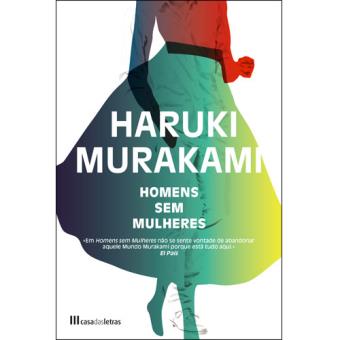 HARUKI
MURAKAMI
HOMENS
SEM
MULHERES
«Em Homens sem Mulheres não se sente vontade de abandonar
aquele Mundo Murakami porque está tudo aqui.»
El País
casadasletras